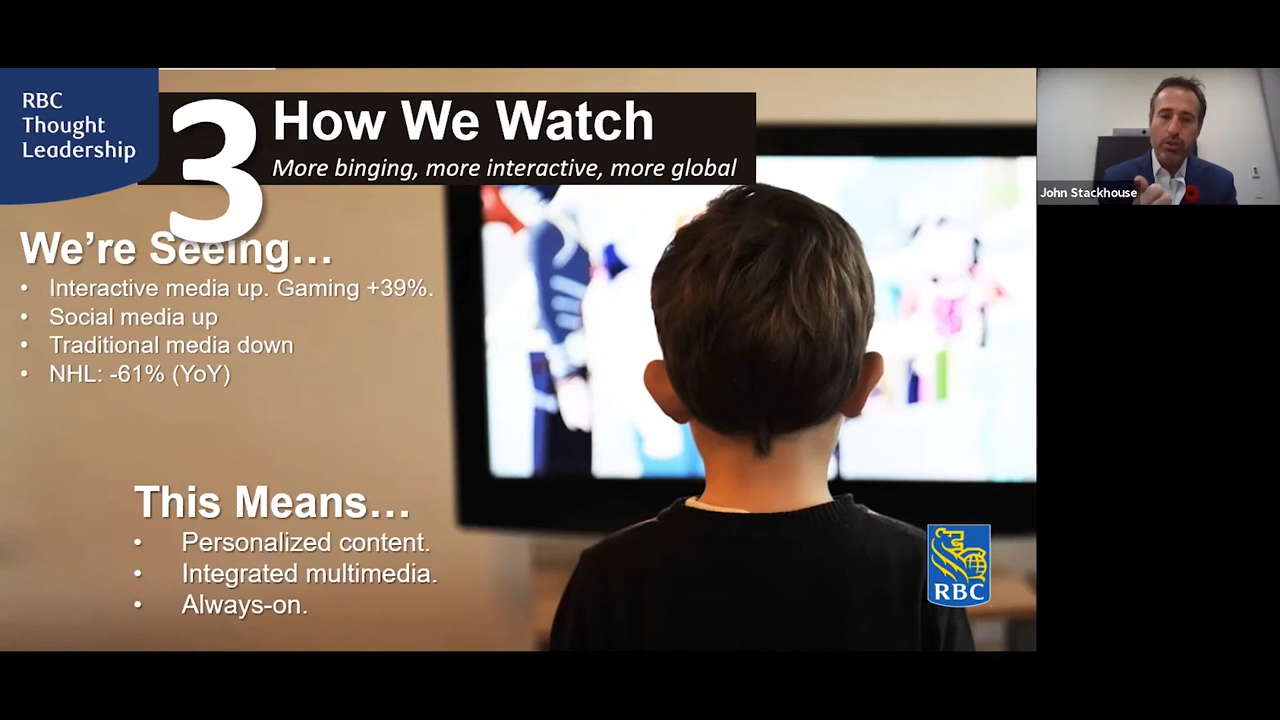 RBC
Thought
Leadership
3
How We Watch
More binging, more interactive, more global
We're Seeing…
• Interactive media up. Gaming +39%.
• Social media up
• Traditional media down
• NHL: -61% (YoY)
This Means…
• Personalized content.
• Integrated multimedia.
• Always-on.
RBC
John Stackhouse